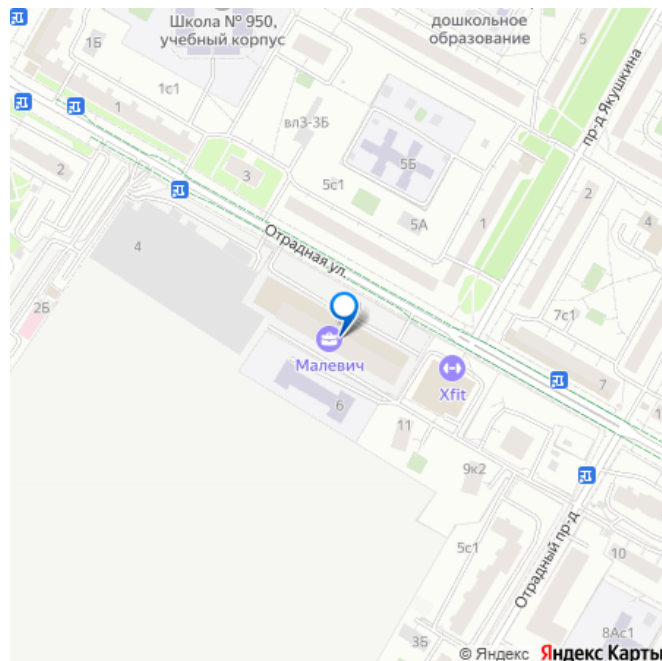 Школа № 950,
учебный корпус
дошкольное
образование
1Б
5
1с1
1
вл3-3Б
пр-д Якушкина
2
3
5Б
5с1
5А
1
2
4
4
Отрадная ул.
2Б
7с1
Малевич
Xfit
7
6
11
9к2
5с1
Отрадный пр-д
10
3Б
8Ас1
© Яндекс Яндекс Карты